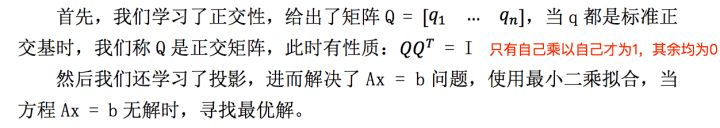 首先，我们学习了正交性，给出了矩阵 Q = [q₁ … qₙ]，当 q 都是标准正
交基时，我们称 Q 是正交矩阵，此时有性质：QQᵀ = I 只有自己乘以自己才为1，其余均为0
然后我们还学习了投影，进而解决了 Ax = b 问题，使用最小二乘拟合，当
方程 Ax = b 无解时，寻找最优解。